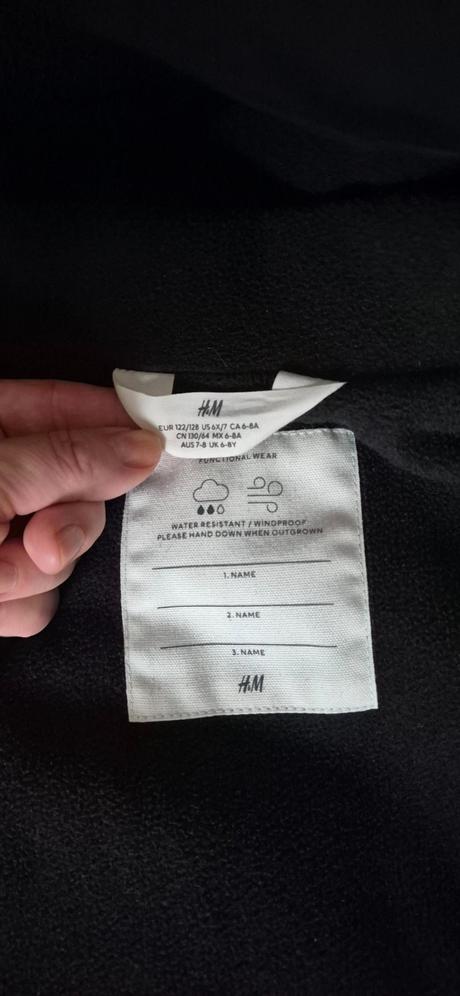 H&M
EUR 122/128 US 6X/7 CA 6-8A
CN 130/64 MX 6-8A
AUS 7-8 UK 6-8Y
FUNCTIONAL WEAR
WATER RESISTANT / WINDPROOF
PLEASE HAND DOWN WHEN OUTGROWN
1. NAME
2. NAME
3. NAME
H&M